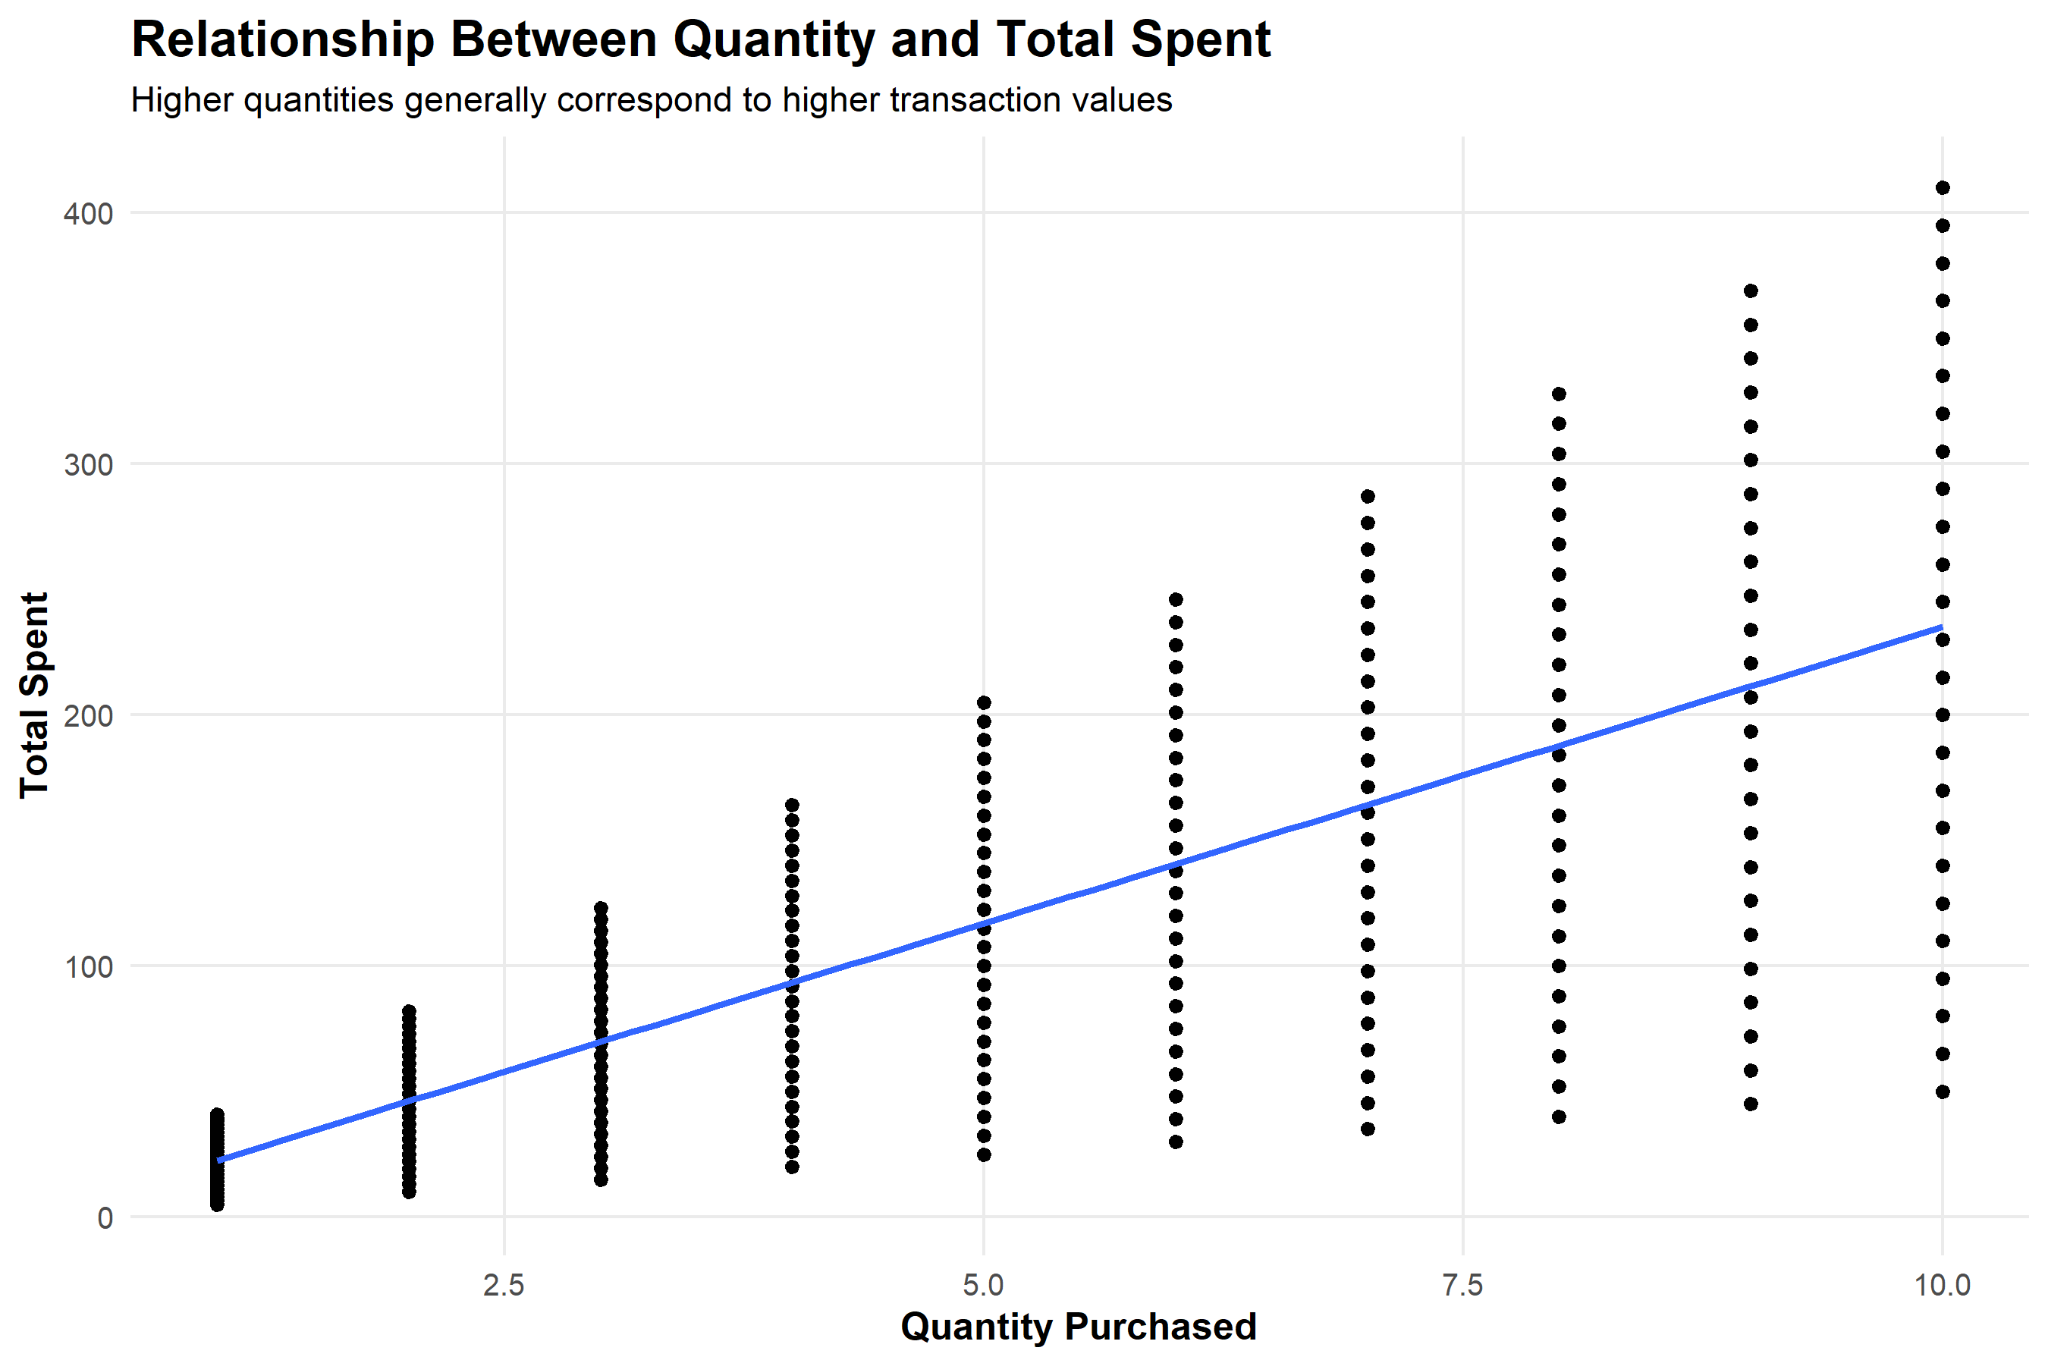 Relationship Between Quantity and Total Spent
Higher quantities generally correspond to higher transaction values
400
300
200
100
0
Total Spent
2.5 5.0 7.5 10.0
Quantity Purchased